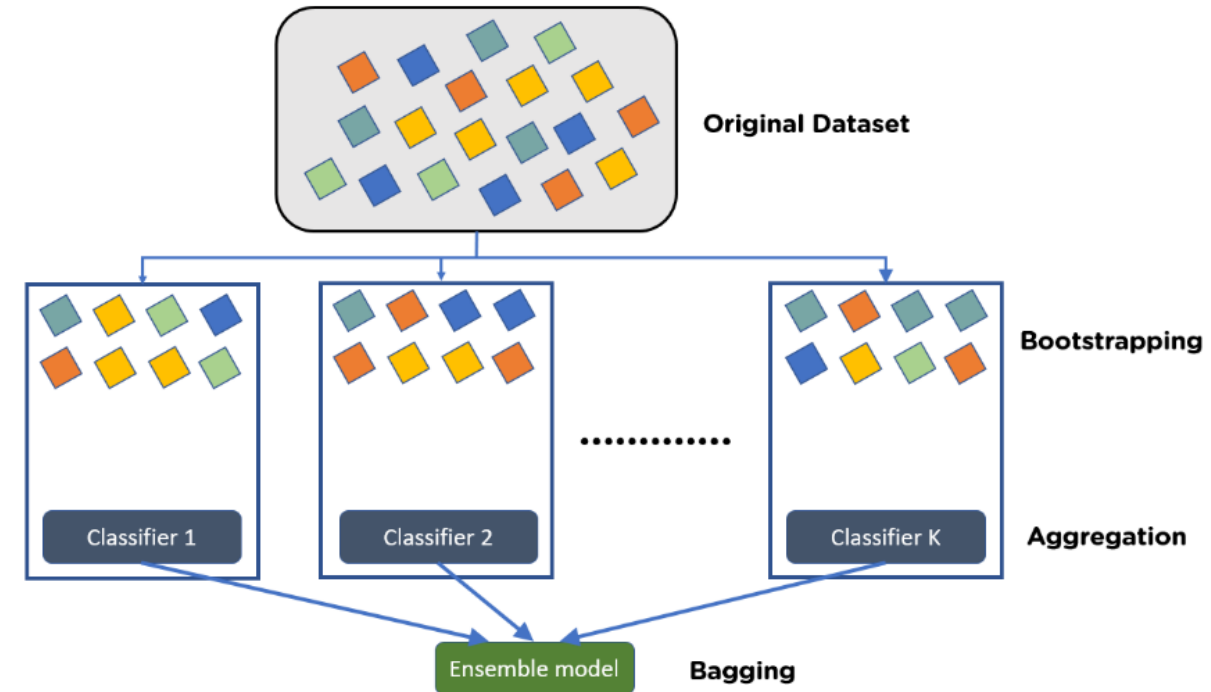 Original Dataset
Bootstrapping
Classifier 1
Classifier 2
Classifier K
Aggregation
Ensemble model
Bagging